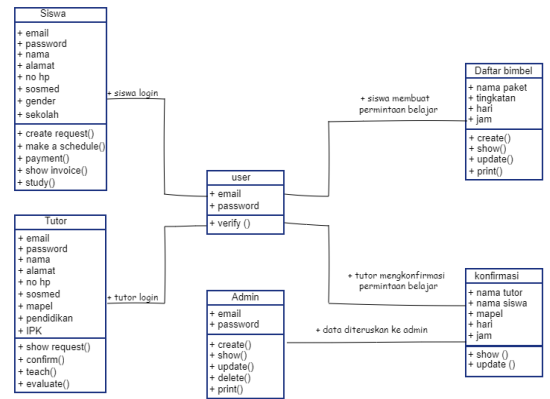 Siswa
+ email
+ password
+ nama
+ alamat
+ no hp
+ sosmed
+ gender
+ sekolah
+ create request()
+ make a schedule()
+ payment()
+ show invoice()
+ study()
+ siswa login
Tutor
+ email
+ password
+ nama
+ alamat
+ no hp
+ sosmed
+ mapel
+ pendidikan
+ IPK
+ show request()
+ confirm()
+ teach()
+ evaluate()
+ tutor login
user
+ email
+ password
+ verify ()
Admin
+ email
+ password
+ create()
+ show()
+ update()
+ delete()
+ print()
+ siswa membuat
permintaan belajar
+ tutor mengkonfirmasi
permintaan belajar
+ data diteruskan ke admin
Daftar bimbel
+ nama paket
+ tingkatan
+ hari
+ jam
+ create()
+ show()
+ update()
+ print()
konfirmasi
+ nama tutor
+ nama siswa
+ mapel
+ hari
+ jam
+ show ()
+ update ()